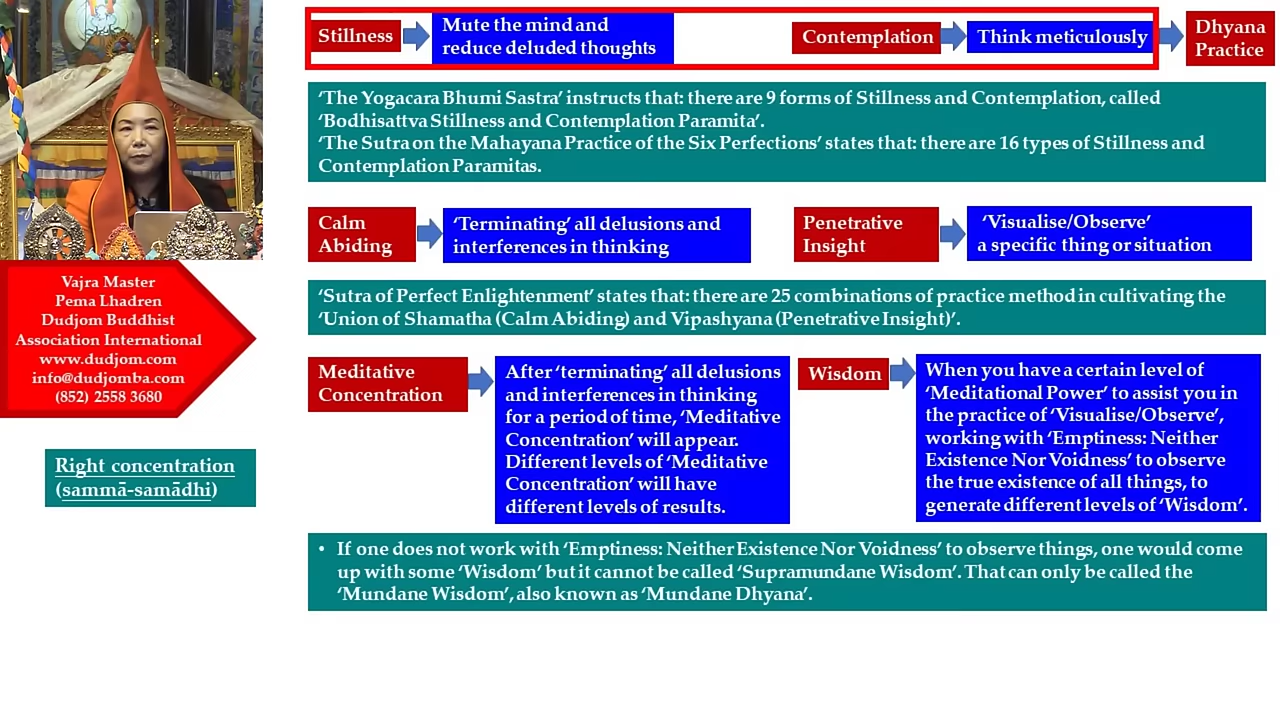 Stillness
Mute the mind and
reduce deluded thoughts
Contemplation
Think meticulously
Dhyana
Practice
‘The Yogacara Bhumi Sastra’ instructs that: there are 9 forms of Stillness and Contemplation, called
‘Bodhisattva Stillness and Contemplation Paramita’.
‘The Sutra on the Mahayana Practice of the Six Perfections’ states that: there are 16 types of Stillness and
Contemplation Paramitas.
Calm
Abiding
‘Terminating’ all delusions and
interferences in thinking
Penetrative
Insight
‘Visualise/Observe’
a specific thing or situation
‘Sutra of Perfect Enlightenment’ states that: there are 25 combinations of practice method in cultivating the
‘Union of Shamatha (Calm Abiding) and Vipashyana (Penetrative Insight)’.
Meditative
Concentration
After ‘terminating’ all delusions
and interferences in thinking
for a period of time, ‘Meditative
Concentration’ will appear.
Different levels of ‘Meditative
Concentration’ will have
different levels of results.
Wisdom
When you have a certain level of
‘Meditational Power’ to assist you in
the practice of ‘Visualise/Observe’,
working with ‘Emptiness: Neither
Existence Nor Voidness’ to observe
the true existence of all things, to
generate different levels of ‘Wisdom’.
• If one does not work with ‘Emptiness: Neither Existence Nor Voidness’ to observe things, one would come
up with some ‘Wisdom’ but it cannot be called ‘Supramundane Wisdom’. That can only be called the
‘Mundane Wisdom’, also known as ‘Mundane Dhyana’.
Vajra Master
Pema Lhadren
Dudjom Buddhist
Association International
www.dudjom.com
info@dudjomba.com
(852) 2558 3680
Right concentration
(sammā-samādhi)